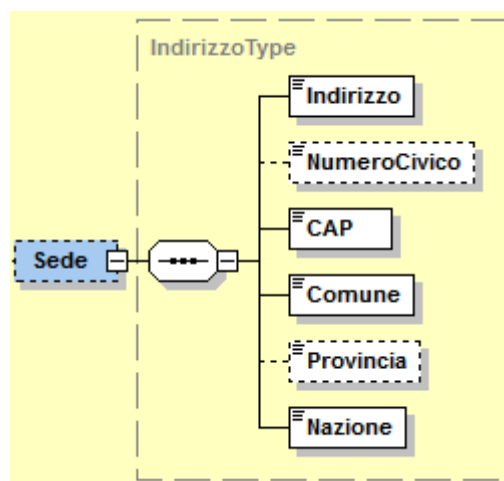 IndirizzoType
Indirizzo
NumeroCivico
CAP
Sede
Comune
Provincia
Nazione